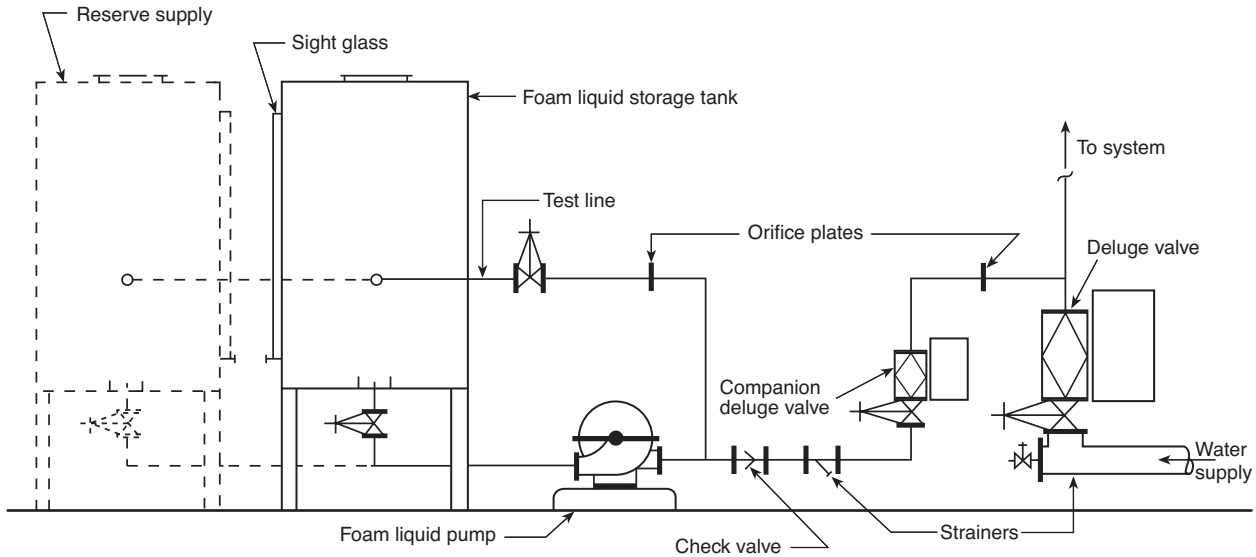 Reserve supply
Sight glass
Foam liquid storage tank
To system
Test line
Orifice plates
Deluge valve
Companion
deluge valve
Water
supply
Foam liquid pump
Check valve
Strainers